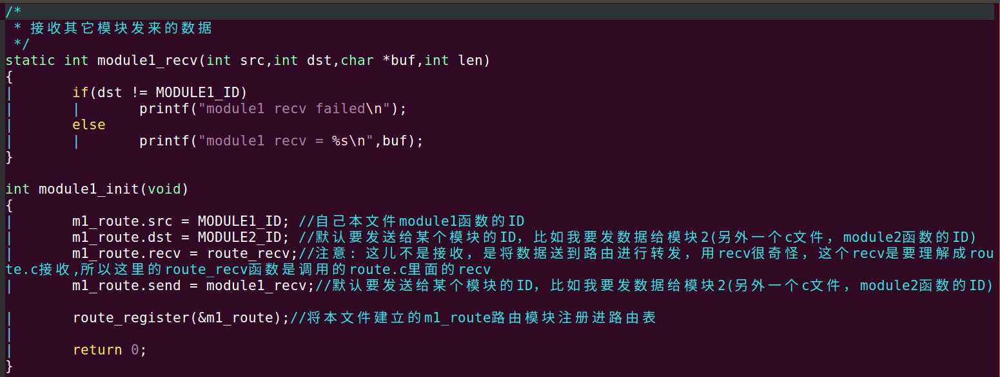 /*
 * 接收其它模块发来的数据
 */
static int module1_recv(int src,int dst,char *buf,int len)
{
|       if(dst != MODULE1_ID)
|       |       printf("module1 recv failed\n");
|       else
|       |       printf("module1 recv = %s\n",buf);
}

int module1_init(void)
{
|       m1_route.src = MODULE1_ID; //自己本文件module1函数的ID
|       m1_route.dst = MODULE2_ID; //默认要发送给某个模块的ID，比如我要发数据给模块2(另外一个c文件，module2函数的ID)
|       m1_route.recv = route_recv;//注意：这儿不是接收，是将数据送到路由进行转发，用recv很奇怪，这个recv是要理解成rou
te.c接收,所以这里的route_recv函数是调用的route.c里面的recv
|       m1_route.send = module1_recv;//默认要发送给某个模块的ID，比如我要发数据给模块2(另外一个c文件，module2函数的ID)

|       route_register(&m1_route);//将本文件建立的m1_route路由模块注册进路由表
|
|       return 0;
}